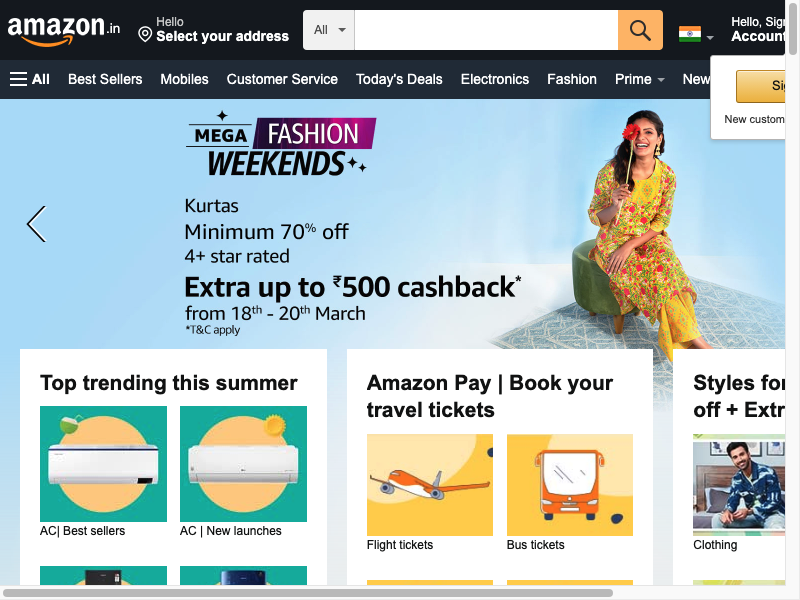 amazon.in
Hello
Select your address
All
Hello, Sig
Account
All
Best Sellers
Mobiles
Customer Service
Today's Deals
Electronics
Fashion
Prime
New
Si
New custom
MEGA FASHION
WEEKENDS
Kurtas
Minimum 70% off
4+ star rated
Extra up to ₹500 cashback*
from 18th - 20th March
*T&C apply
Top trending this summer
AC| Best sellers
AC | New launches
Amazon Pay | Book your
travel tickets
Flight tickets
Bus tickets
Styles for
off + Extr
Clothing